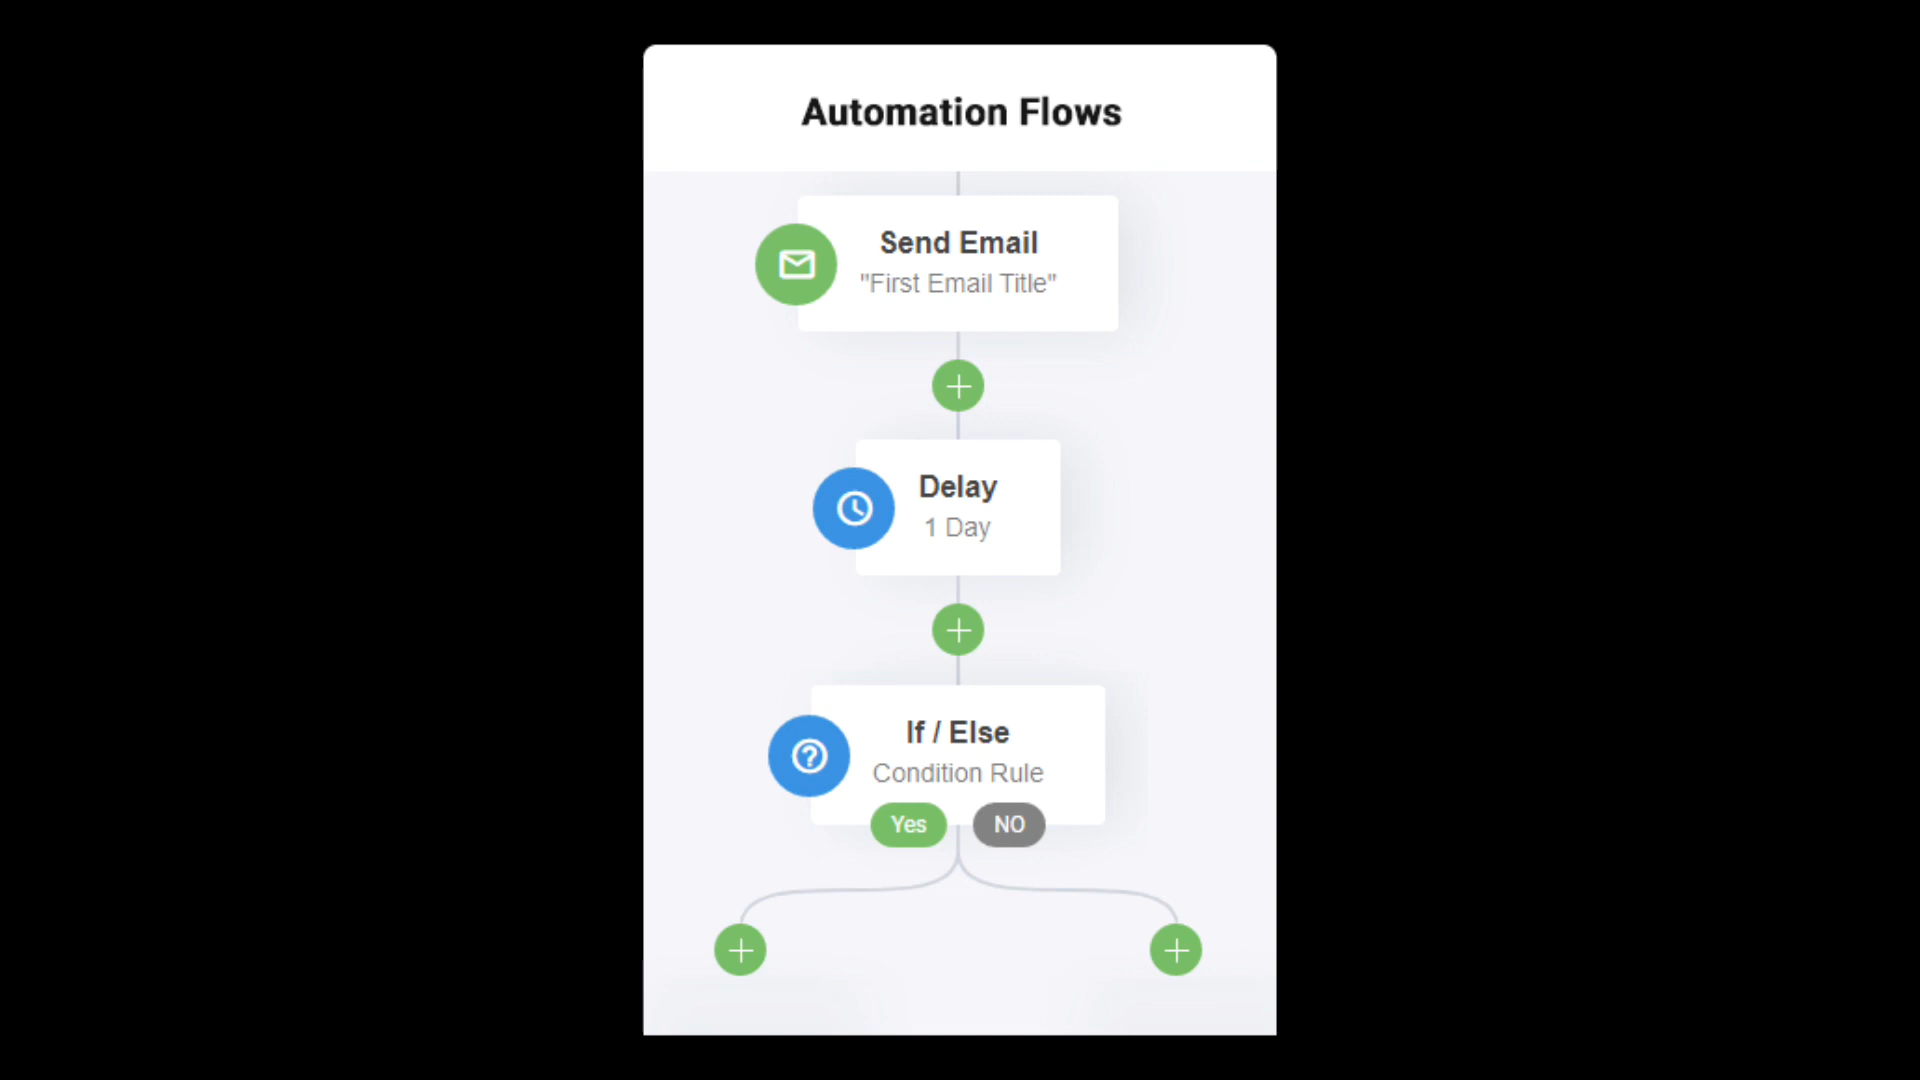 Automation Flows
Send Email
"First Email Title"
Delay
1 Day
If / Else
Condition Rule
Yes NO